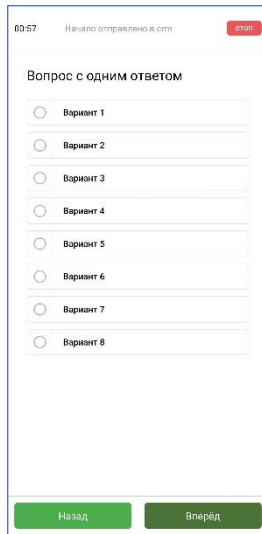 00:57 Начало отправлено в crm стоп
Вопрос с одним ответом
Вариант 1
Вариант 2
Вариант 3
Вариант 4
Вариант 5
Вариант 6
Вариант 7
Вариант 8
Назад Вперёд